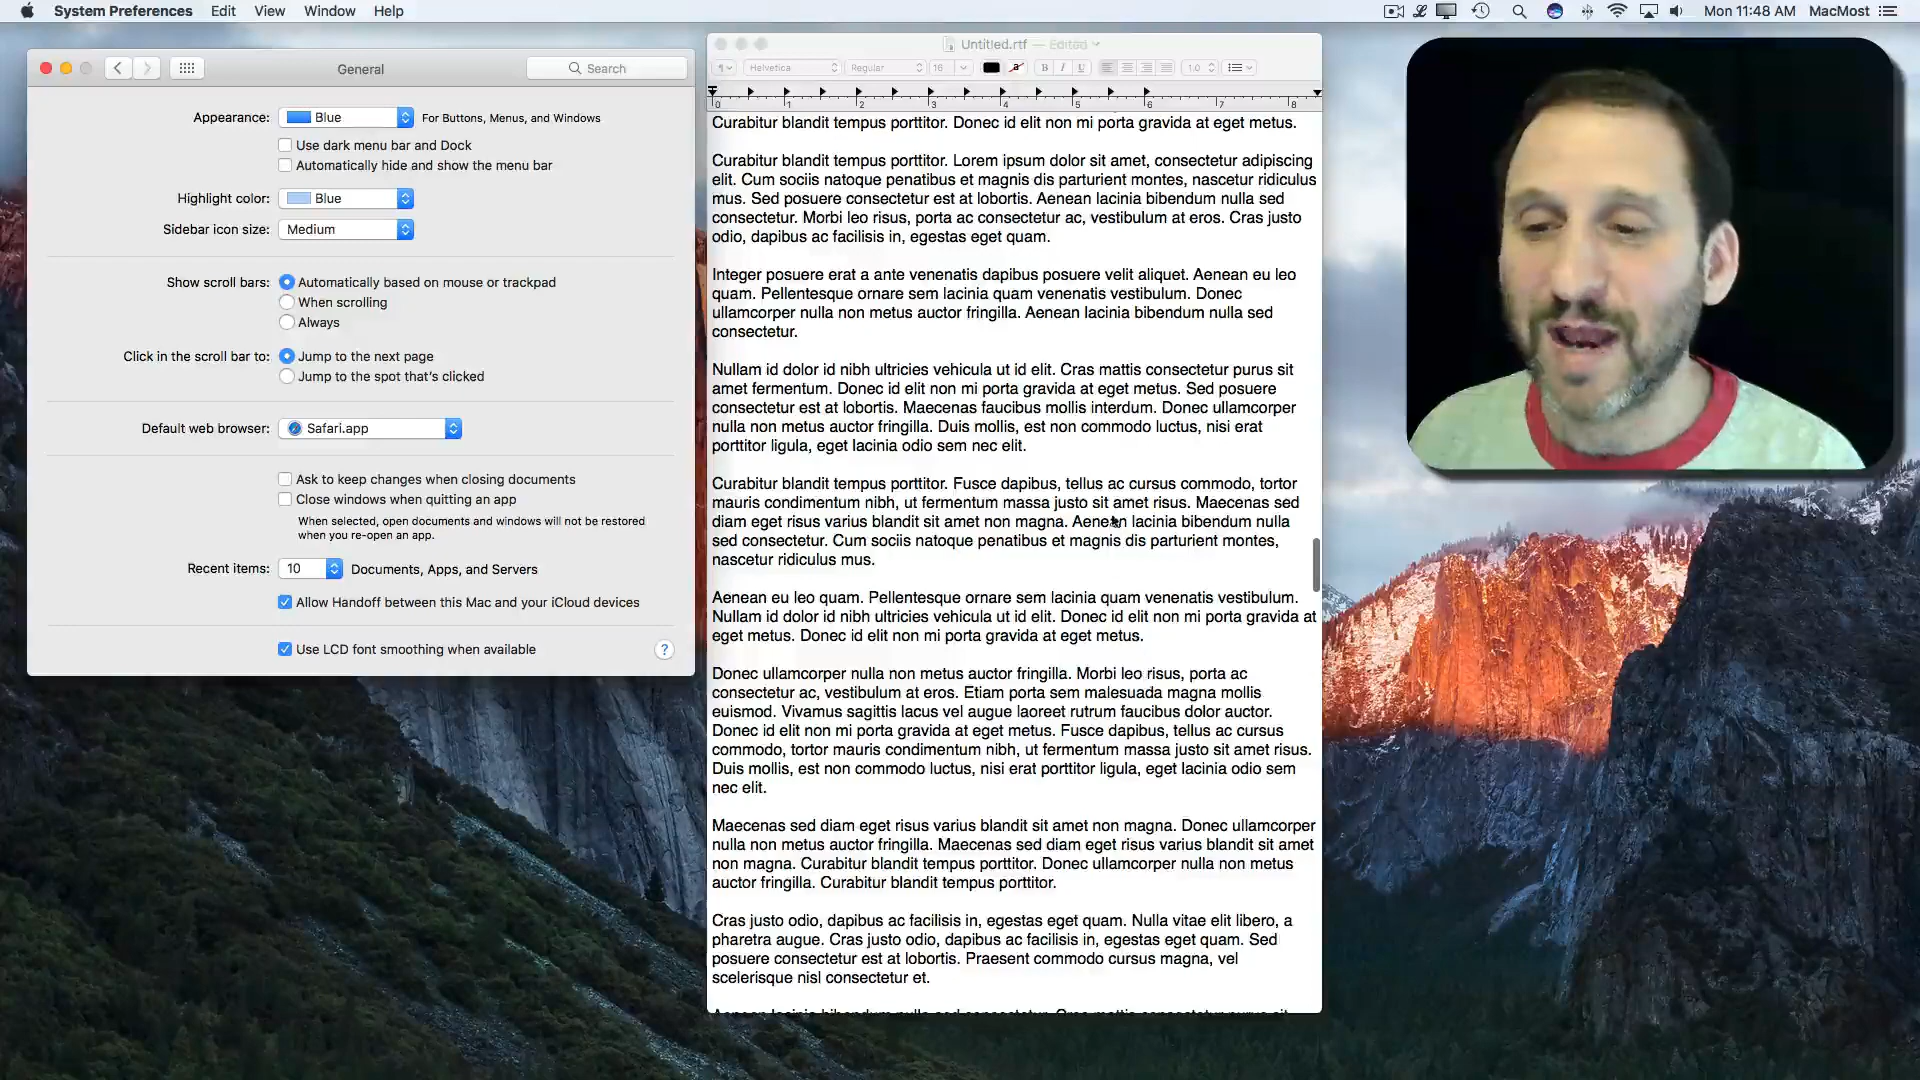 System Preferences Edit View Window Help
Mon 11:48 AM MacMost
General
Search
Appearance: Blue For Buttons, Menus, and Windows
Use dark menu bar and Dock
Automatically hide and show the menu bar
Highlight color: Blue
Sidebar icon size: Medium
Show scroll bars: Automatically based on mouse or trackpad
When scrolling
Always
Click in the scroll bar to: Jump to the next page
Jump to the spot that's clicked
Default web browser: Safari.app
Ask to keep changes when closing documents
Close windows when quitting an app
When selected, open documents and windows will not be restored
when you re-open an app.
Recent items: 10 Documents, Apps, and Servers
Allow Handoff between this Mac and your iCloud devices
Use LCD font smoothing when available
?
Untitled.rtf — Edited
Helvetica Regular 16 a B I U 1.0
0 1 2 3 4 5 6 7 8
Curabitur blandit tempus porttitor. Donec id elit non mi porta gravida at eget metus.
Curabitur blandit tempus porttitor. Lorem ipsum dolor sit amet, consectetur adipiscing
elit. Cum sociis natoque penatibus et magnis dis parturient montes, nascetur ridiculus
mus. Sed posuere consectetur est at lobortis. Aenean lacinia bibendum nulla sed
consectetur. Morbi leo risus, porta ac consectetur ac, vestibulum at eros. Cras justo
odio, dapibus ac facilisis in, egestas eget quam.
Integer posuere erat a ante venenatis dapibus posuere velit aliquet. Aenean eu leo
quam. Pellentesque ornare sem lacinia quam venenatis vestibulum. Donec
ullamcorper nulla non metus auctor fringilla. Aenean lacinia bibendum nulla sed
consectetur.
Nullam id dolor id nibh ultricies vehicula ut id elit. Cras mattis consectetur purus sit
amet fermentum. Donec id elit non mi porta gravida at eget metus. Sed posuere
consectetur est at lobortis. Maecenas faucibus mollis interdum. Donec ullamcorper
nulla non metus auctor fringilla. Duis mollis, est non commodo luctus, nisi erat
porttitor ligula, eget lacinia odio sem nec elit.
Curabitur blandit tempus porttitor. Fusce dapibus, tellus ac cursus commodo, tortor
mauris condimentum nibh, ut fermentum massa justo sit amet risus. Maecenas sed
diam eget risus varius blandit sit amet non magna. Aenean lacinia bibendum nulla
sed consectetur. Cum sociis natoque penatibus et magnis dis parturient montes,
nascetur ridiculus mus.
Aenean eu leo quam. Pellentesque ornare sem lacinia quam venenatis vestibulum.
Nullam id dolor id nibh ultricies vehicula ut id elit. Donec id elit non mi porta gravida at
eget metus. Donec id elit non mi porta gravida at eget metus.
Donec ullamcorper nulla non metus auctor fringilla. Morbi leo risus, porta ac
consectetur ac, vestibulum at eros. Etiam porta sem malesuada magna mollis
euismod. Vivamus sagittis lacus vel augue laoreet rutrum faucibus dolor auctor.
Donec id elit non mi porta gravida at eget metus. Fusce dapibus, tellus ac cursus
commodo, tortor mauris condimentum nibh, ut fermentum massa justo sit amet risus.
Duis mollis, est non commodo luctus, nisi erat porttitor ligula, eget lacinia odio sem
nec elit.
Maecenas sed diam eget risus varius blandit sit amet non magna. Donec ullamcorper
nulla non metus auctor fringilla. Maecenas sed diam eget risus varius blandit sit amet
non magna. Curabitur blandit tempus porttitor. Donec ullamcorper nulla non metus
auctor fringilla. Curabitur blandit tempus porttitor.
Cras justo odio, dapibus ac facilisis in, egestas eget quam. Nulla vitae elit libero, a
pharetra augue. Cras justo odio, dapibus ac facilisis in, egestas eget quam. Sed
posuere consectetur est at lobortis. Praesent commodo cursus magna, vel
scelerisque nisl consectetur et.